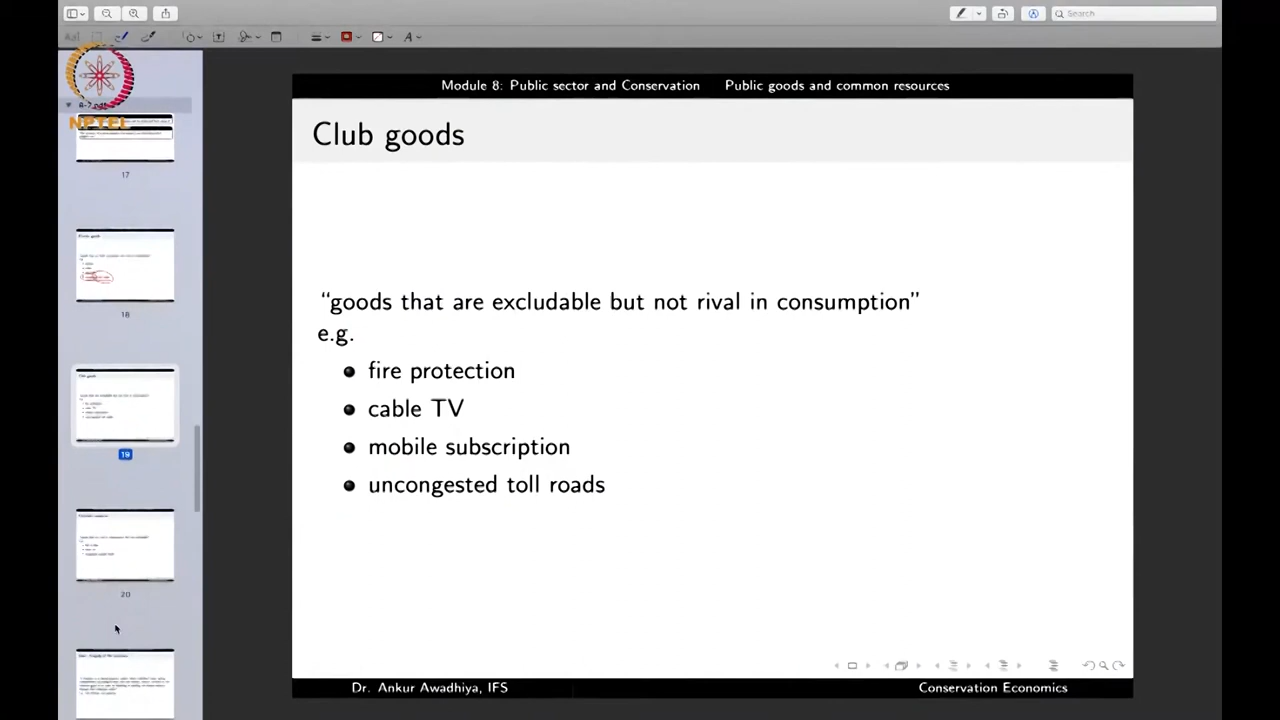 Search
NPTEL
17
18
19
20
Module 8: Public sector and Conservation Public goods and common resources
Club goods
“goods that are excludable but not rival in consumption”
e.g.
fire protection
cable TV
mobile subscription
uncongested toll roads
Dr. Ankur Awadhiya, IFS Conservation Economics